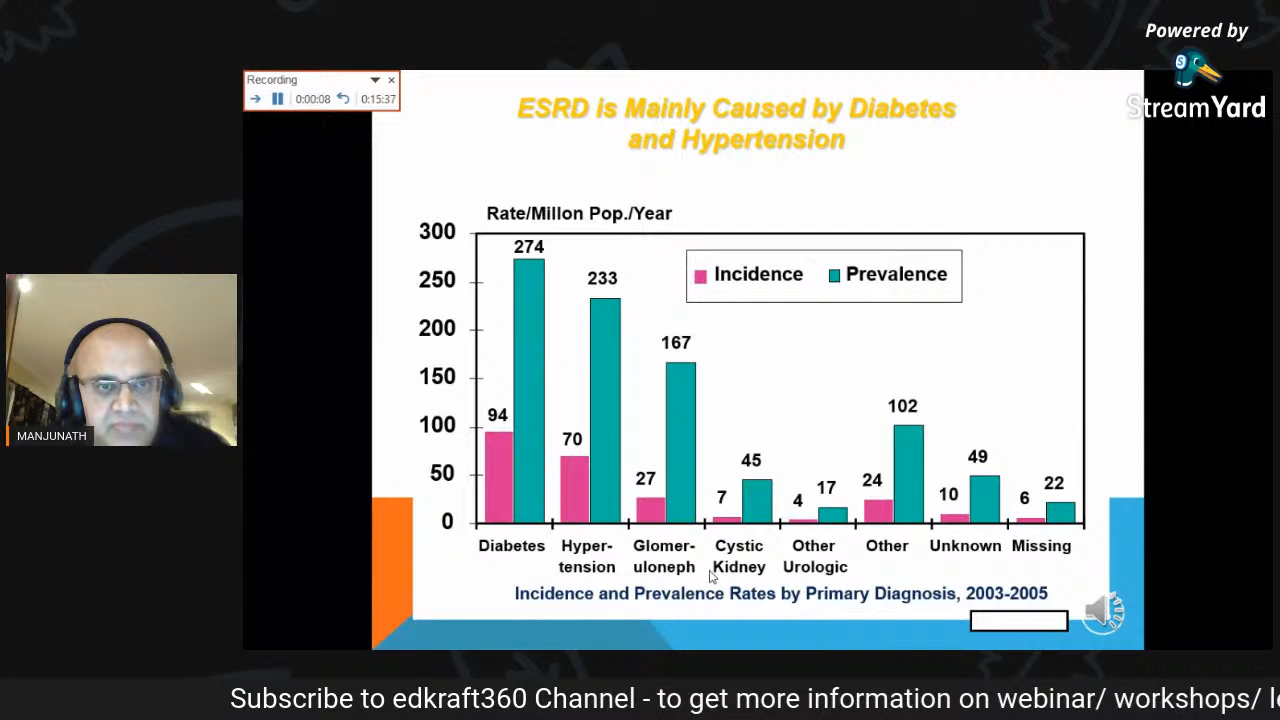 Powered by
StreamYard
Recording
0:00:08
0:15:37
ESRD is Mainly Caused by Diabetes
and Hypertension
Rate/Millon Pop./Year
300
250
200
150
100
50
0
Incidence
Prevalence
94
274
70
233
27
167
7
45
4
17
24
102
10
49
6
22
Diabetes
Hyper-
tension
Glomer-
uloneph
Cystic
Kidney
Other
Urologic
Other
Unknown
Missing
Incidence and Prevalence Rates by Primary Diagnosis, 2003-2005
MANJUNATH
Subscribe to edkraft360 Channel - to get more information on webinar/ workshops/